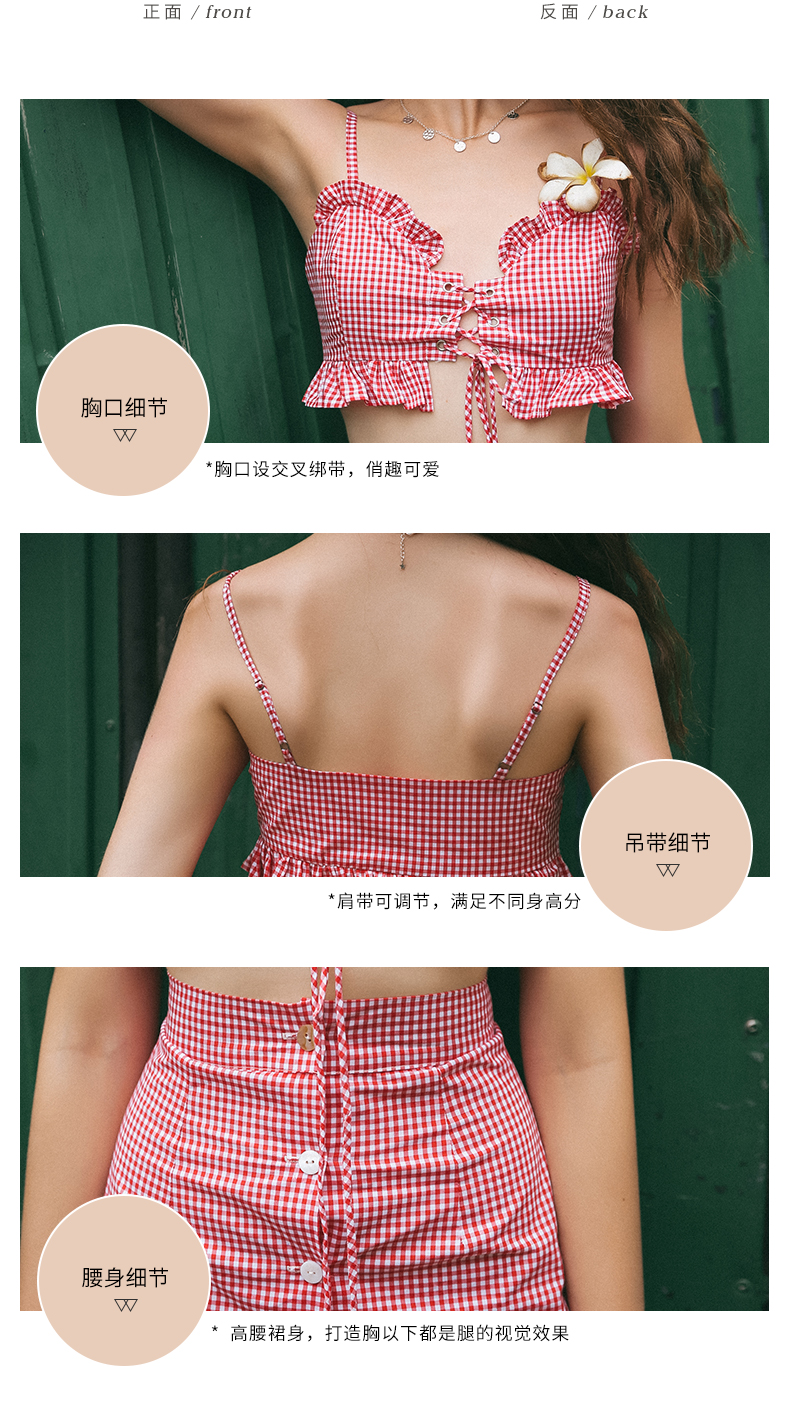 正面 / front
反面 / back
胸口细节
*胸口设交叉绑带，俏趣可爱
吊带细节
*肩带可调节，满足不同身高分
腰身细节
* 高腰裙身，打造胸以下都是腿的视觉效果